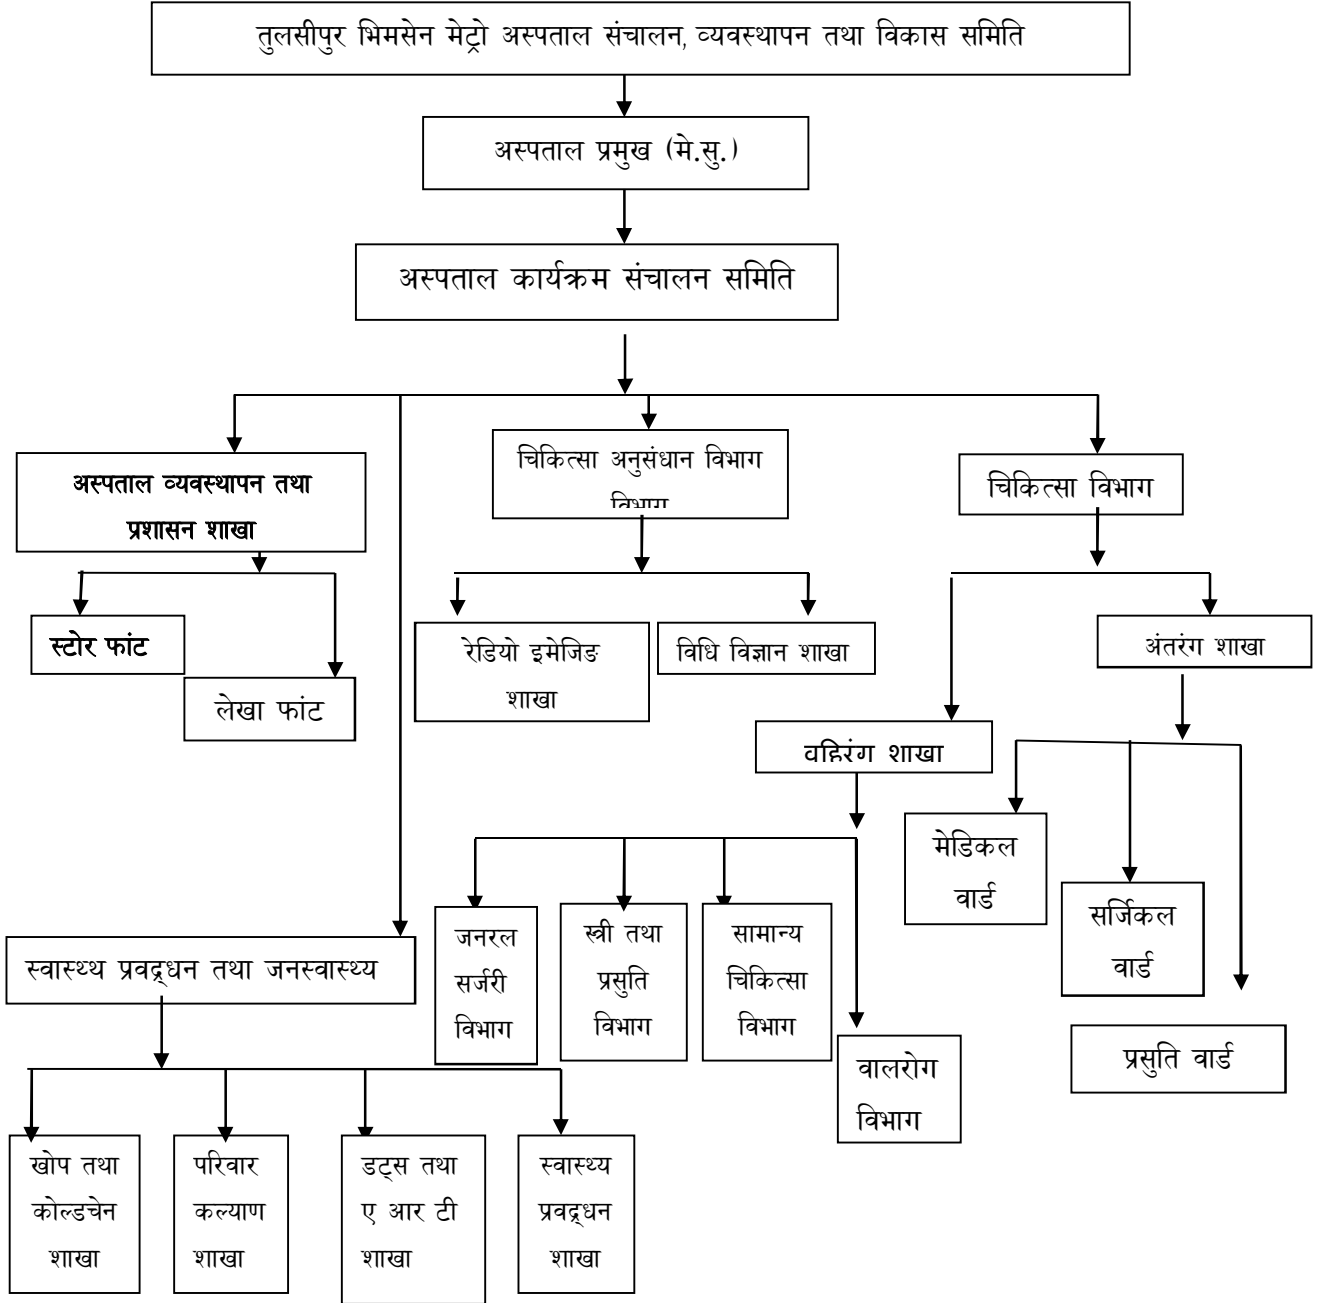 तुलसीपुर भिमसेन मेट्रो अस्पताल संचालन, व्यवस्थापन तथा विकास समिति
अस्पताल प्रमुख (मे.सु.)
अस्पताल कार्यक्रम संचालन समिति
अस्पताल व्यवस्थापन तथा
प्रशासन शाखा
चिकित्सा अनुसंधान विभाग
विभाग
चिकित्सा विभाग
स्टोर फांट
लेखा फांट
रेडियो इमेजिङ
शाखा
विधि विज्ञान शाखा
अंतरंग शाखा
वहिरंग शाखा
मेडिकल
वार्ड
सर्जिकल
वार्ड
प्रसुति वार्ड
जनरल
सर्जरी
विभाग
स्त्री तथा
प्रसुति
विभाग
सामान्य
चिकित्सा
विभाग
वालरोग
विभाग
स्वास्थ्य प्रवद्र्धन तथा जनस्वास्थ्य
खोप तथा
कोल्डचेन
शाखा
परिवार
कल्याण
शाखा
डट्स तथा
ए आर टी
शाखा
स्वास्थ्य
प्रवद्र्धन
शाखा